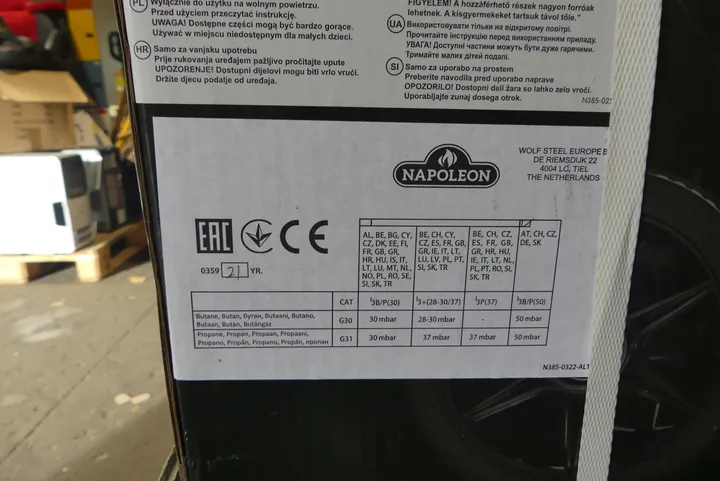 PL Wyłącznie do użytku na wolnym powietrzu.
Przed użyciem przeczytać instrukcję.
UWAGA! Dostępne części mogą być bardzo gorące.
Używać w miejscu niedostępnym dla małych dzieci.
HR Samo za vanjsku upotrebu
Prije rukovanja uređajem pažljivo pročitajte upute
UPOZORENJE! Dostupni dijelovi mogu biti vrlo vrući.
Držite djecu podalje od uređaja.
FIGYELEM! A hozzáférhető részek nagyon forróak
lehetnek. A kisgyermekeket tartsuk távol tőle."
UA Використовувати тільки на відкритому повітрі.
Прочитайте інструкцію перед використанням приладу.
УВАГА! Доступні частини можуть бути дуже гарячими.
Тримайте малих дітей подалі.
SI Samo za uporabo na prostem
Preberite navodila pred uporabo naprave
OPOZORILO! Dostopni deli žara so lahko zelo vroči.
Uporabljajte zunaj dosega otrok.
N385-02
NAPOLEON
WOLF STEEL EUROPE B
DE RIEMSDIJK 22
4004 LC, TIEL
THE NETHERLANDS
EAC CE
0359 21 YR.
AL, BE, BG, CY,
CZ, DK, EE, FI,
FR, GB, GR,
HR, HU, IS, IT,
LT, LU, MT, NL,
NO, PL, RO, SE,
SI, SK, TR
BE, CH, CY,
CZ, ES, FR, GB,
GR, IE, IT, LT,
LU, LV, PL, PT,
SI, SK, TR
BE, CH, CZ,
ES, FR, GB,
GR, HR, HU,
IE, IT, LT, NL,
PL, PT, RO, SI,
SK, TR
AT, CH, CZ,
DE, SK
CAT I3B/P(30) I3+(28-30/37) I3P(37) I3B/P(50)
Butane, Butan, бутан, Butaani, Butano,
Butaan, Bután, Butángáz
G30 30 mbar 28-30 mbar - 50 mbar
Propane, Propan, Propaan, Propaani,
Propano, Propán, Propanu, Propān, пропан
G31 30 mbar 37 mbar 37 mbar 50 mbar
N385-0322-ALT